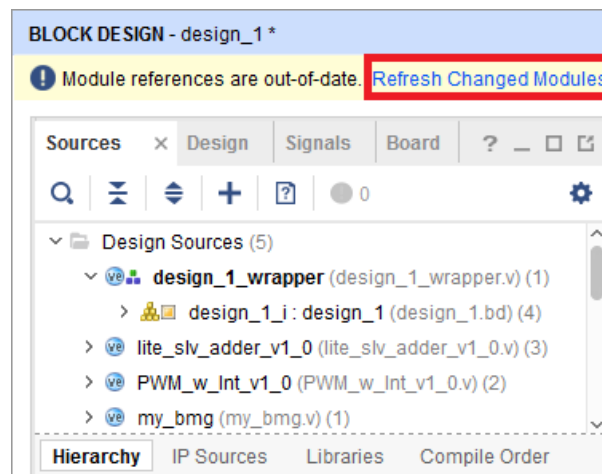 BLOCK DESIGN - design_1 *
Module references are out-of-date. Refresh Changed Modules
Sources × Design Signals Board ? _
0
Design Sources (5)
design_1_wrapper (design_1_wrapper.v) (1)
design_1_i : design_1 (design_1.bd) (4)
lite_slv_adder_v1_0 (lite_slv_adder_v1_0.v) (3)
PWM_w_Int_v1_0 (PWM_w_Int_v1_0.v) (2)
my_bmg (my_bmg.v) (1)
Hierarchy IP Sources Libraries Compile Order